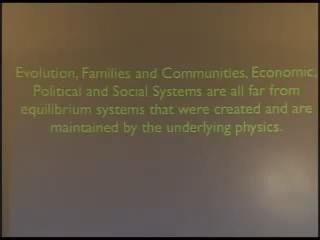 Evolution, Families and Communities, Economic,
Political and Social Systems are all far from
equilibrium systems that were created and are
maintained by the underlying physics.